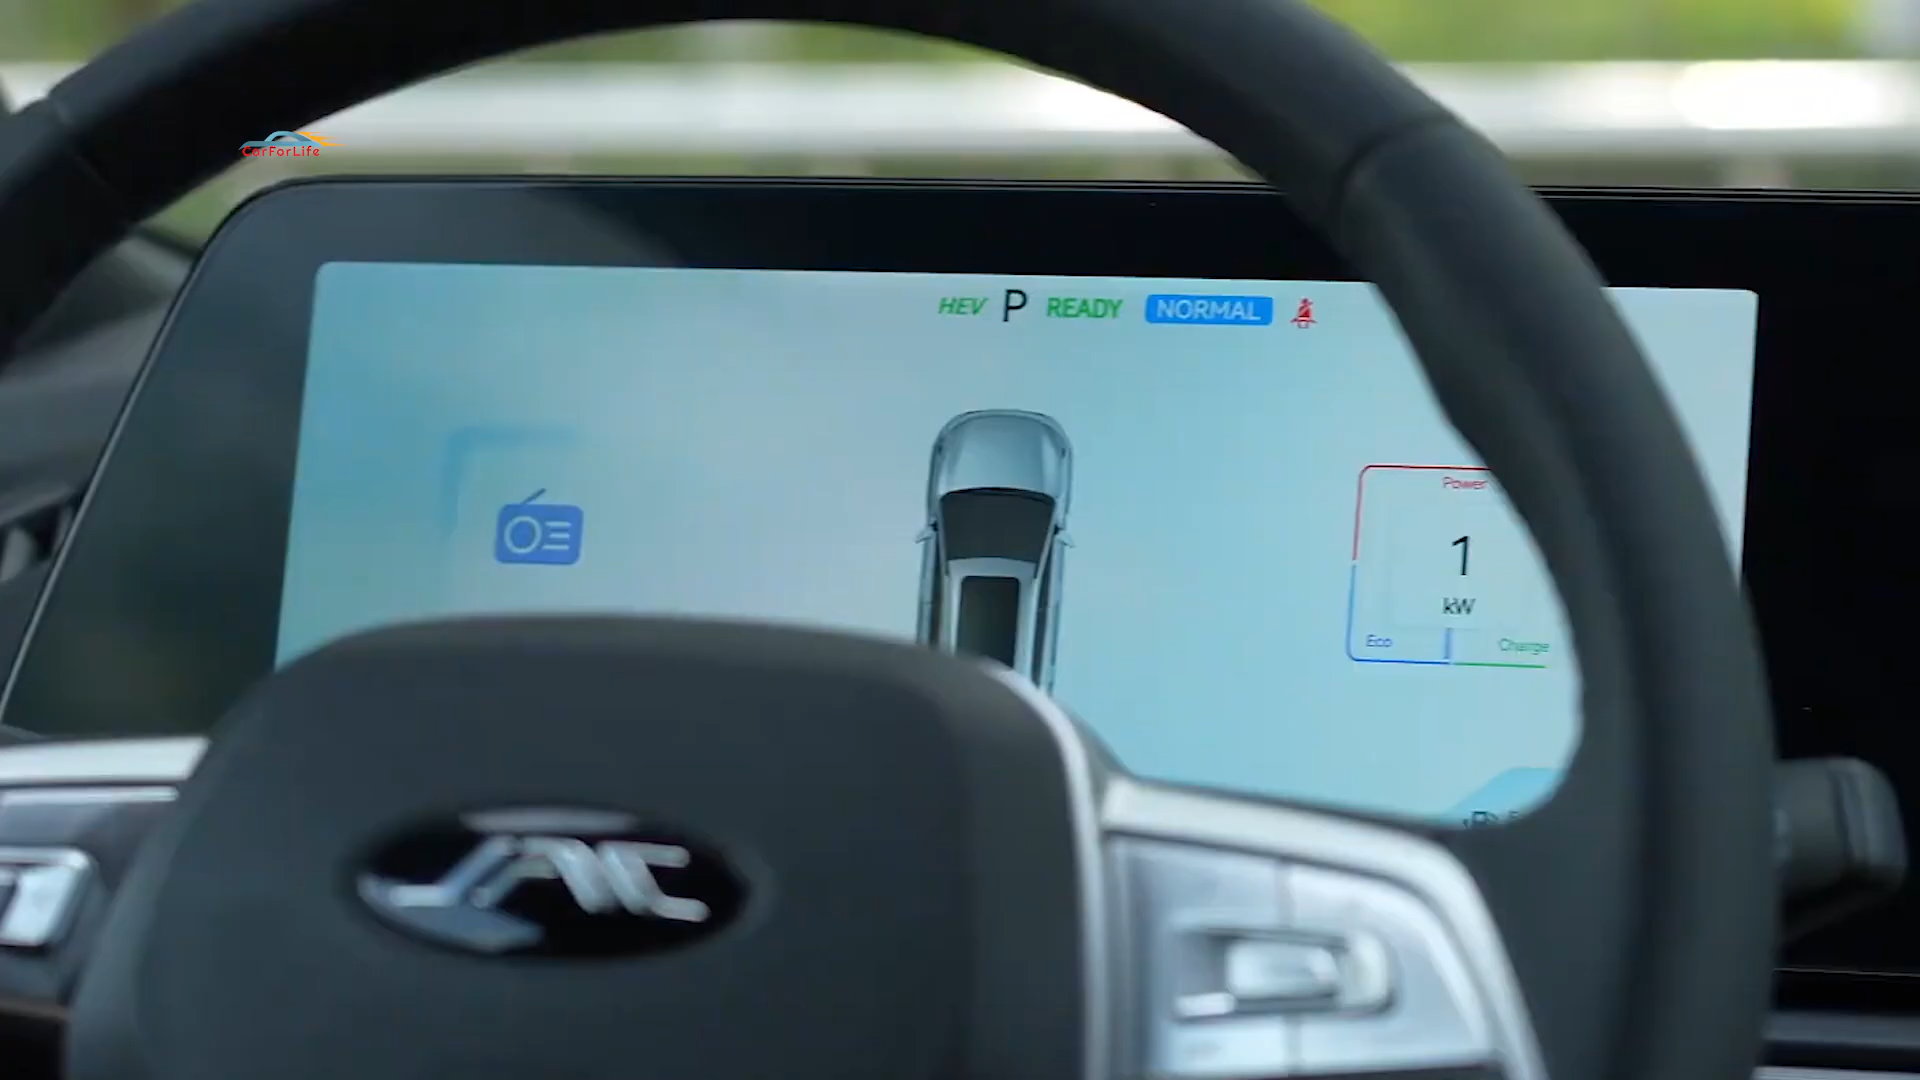 CarForLife
HEV P READY NORMAL
Power
1
kW
Eco
Charge
JAC